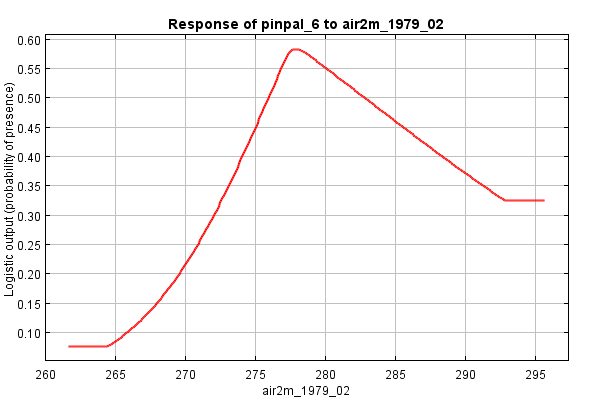 Response of pinpal_6 to air2m_1979_02
Logistic output (probability of presence)
0.60
0.55
0.50
0.45
0.40
0.35
0.30
0.25
0.20
0.15
0.10
260 265 270 275 280 285 290 295
air2m_1979_02